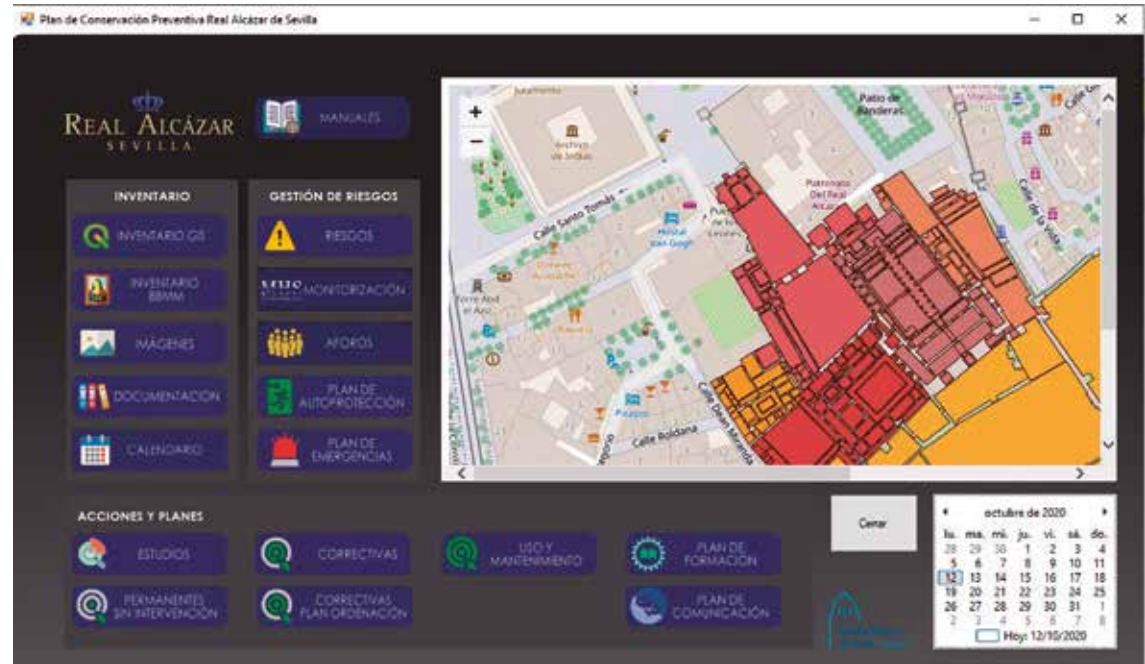 Plan de Conservación Preventiva Real Alcázar de Sevilla
REAL ALCÁZAR
SEVILLA
MANUALES
INVENTARIO
INVENTARIO GIS
INVENTARIO
BBMM
IMÁGENES
DOCUMENTACIÓN
CALENDARIO
GESTIÓN DE RIESGOS
RIESGOS
MONITORIZACIÓN
AFOROS
PLAN DE
AUTOPROTECCIÓN
PLAN DE
EMERGENCIAS
+
−
Archivo
de Indias
Patio de
Banderas
Patronato
Del Real
Calle Santo Tomás
Hostal
Van Gogh
Leones
Calle de la Vida
Torre Abd
el Aziz
Calle Roldana
Calle Deán Miranda
ACCIONES Y PLANES
ESTUDIOS
CORRECTIVAS
USO Y
MANTENIMIENTO
PLAN DE
FORMACIÓN
PERMANENTES
SIN INTERVENCIÓN
CORRECTIVAS
PLAN ORDENACIÓN
PLAN DE
COMUNICACIÓN
Cerrar
octubre de 2020
lu. ma. mi. ju. vi. sá. do.
28 29 30 1 2 3 4
5 6 7 8 9 10 11
12 13 14 15 16 17 18
19 20 21 22 23 24 25
26 27 28 29 30 31 1
2 3 4 5 6 7 8
Hoy: 12/10/2020